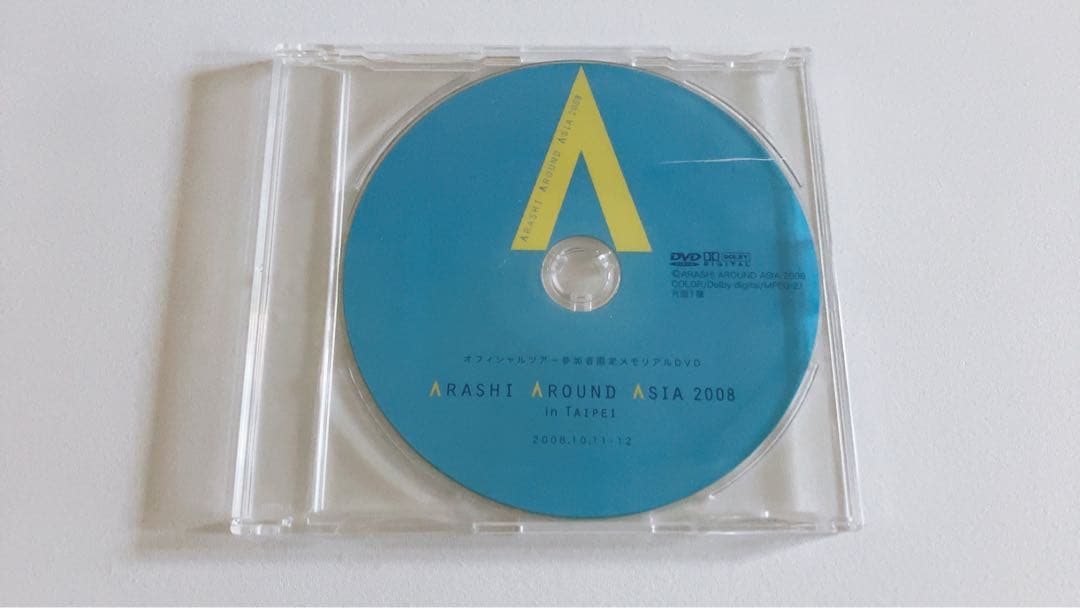 ARASHI AROUND ASIA 2008
DVD DOLBY
DIGITAL
©ARASHI AROUND ASIA 2008
COLOR/Dolby digital/MPEG-2/
片面1層
オフィシャルツアー参加者限定メモリアルDVD
ARASHI AROUND ASIA 2008
in TAIPEI
2008.10.11-12